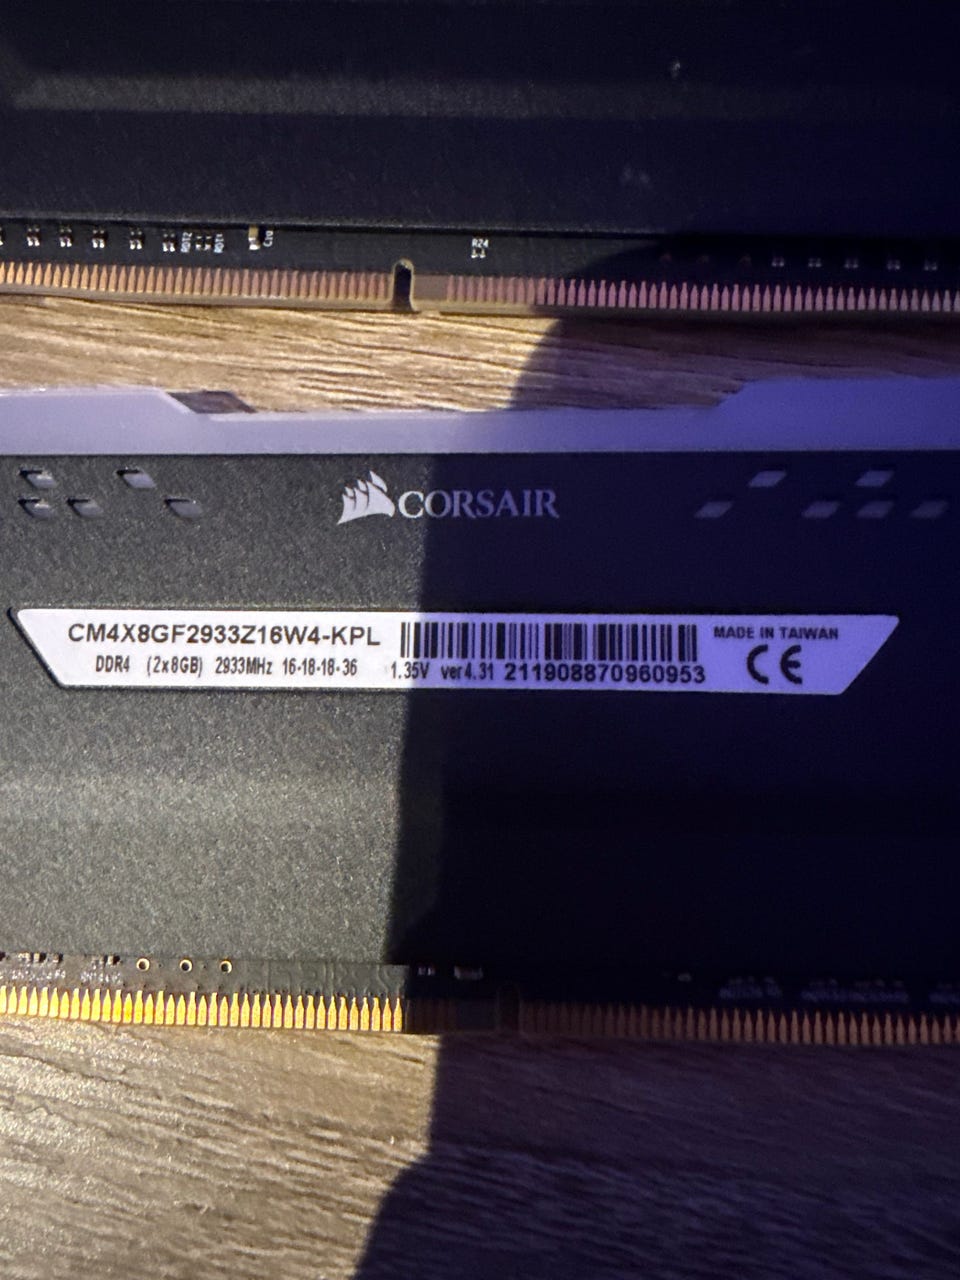 R24
CORSAIR
CM4X8GF2933Z16W4-KPL
MADE IN TAIWAN
DDR4 (2x8GB) 2933MHz 16-18-18-36 1.35V ver4.31 211908870960953
CE